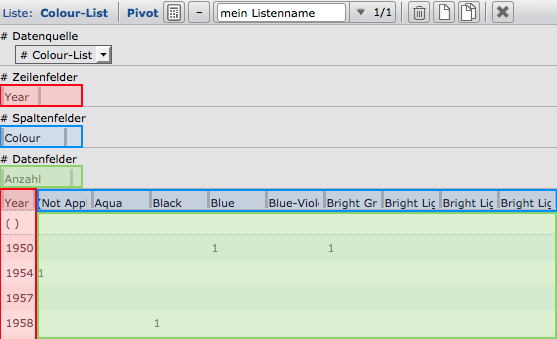 Liste: Colour-List Pivot – mein Listenname 1/1
# Datenquelle
# Colour-List
# Zeilenfelder
Year
# Spaltenfelder
Colour
# Datenfelder
Anzahl
Year (Not Appl Aqua Black Blue Blue-Viol Bright Gr Bright Lig Bright Lig Bright Lig
( )
1950 1 1
1954 1
1957
1958 1